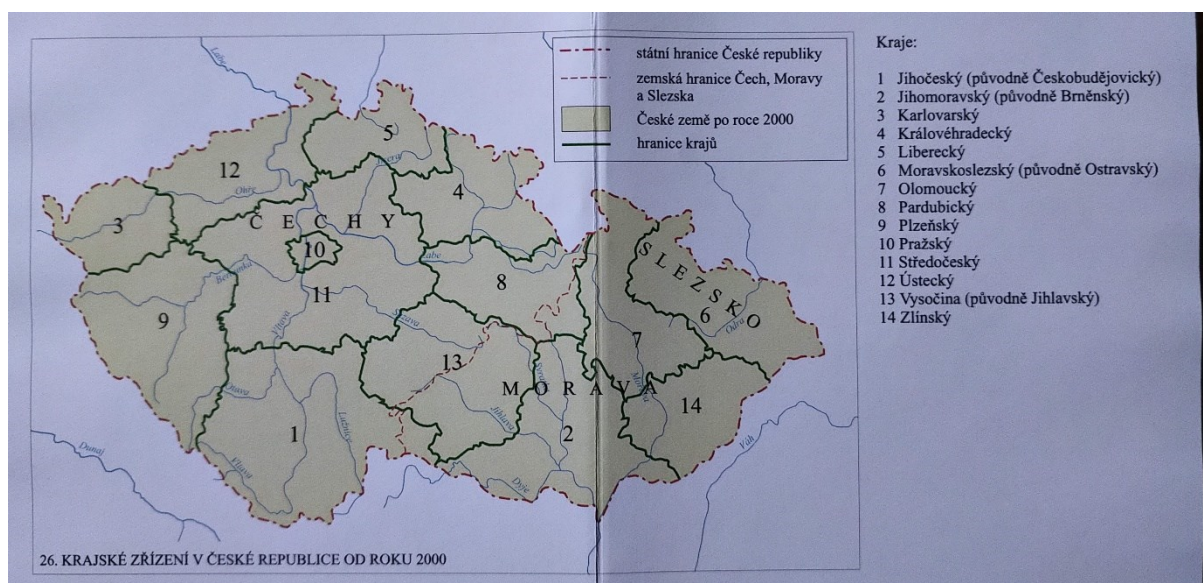 státní hranice České republiky
zemská hranice Čech, Moravy
a Slezska
České země po roce 2000
hranice krajů
Labe
5
Jizera
12
Ohře
4
3
Č E C H Y
10
Labe
Berounka
11
8
S L E Z S K O
6
Odra
9
Vltava
Sázava
13
7
Svratka
M O R A V A
Morava
14
Otava
Lužnice
1
Jihlava
2
Vltava
Dyje
Dunaj
Váh
26. KRAJSKÉ ZŘÍZENÍ V ČESKÉ REPUBLICE OD ROKU 2000
Kraje:
1 Jihočeský (původně Českobudějovický)
2 Jihomoravský (původně Brněnský)
3 Karlovarský
4 Královéhradecký
5 Liberecký
6 Moravskoslezský (původně Ostravský)
7 Olomoucký
8 Pardubický
9 Plzeňský
10 Pražský
11 Středočeský
12 Ústecký
13 Vysočina (původně Jihlavský)
14 Zlínský